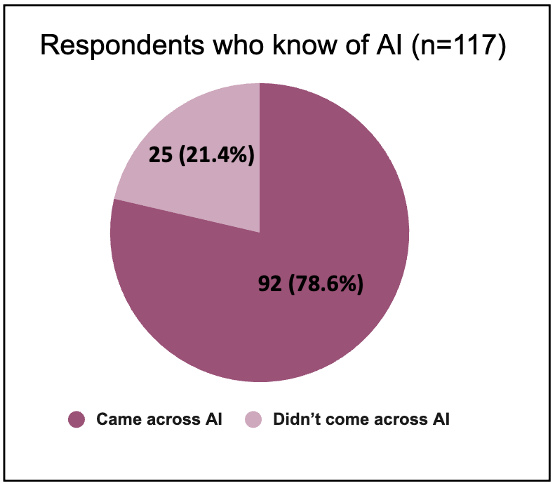 Respondents who know of AI (n=117)
25 (21.4%)
92 (78.6%)
Came across AI Didn’t come across AI